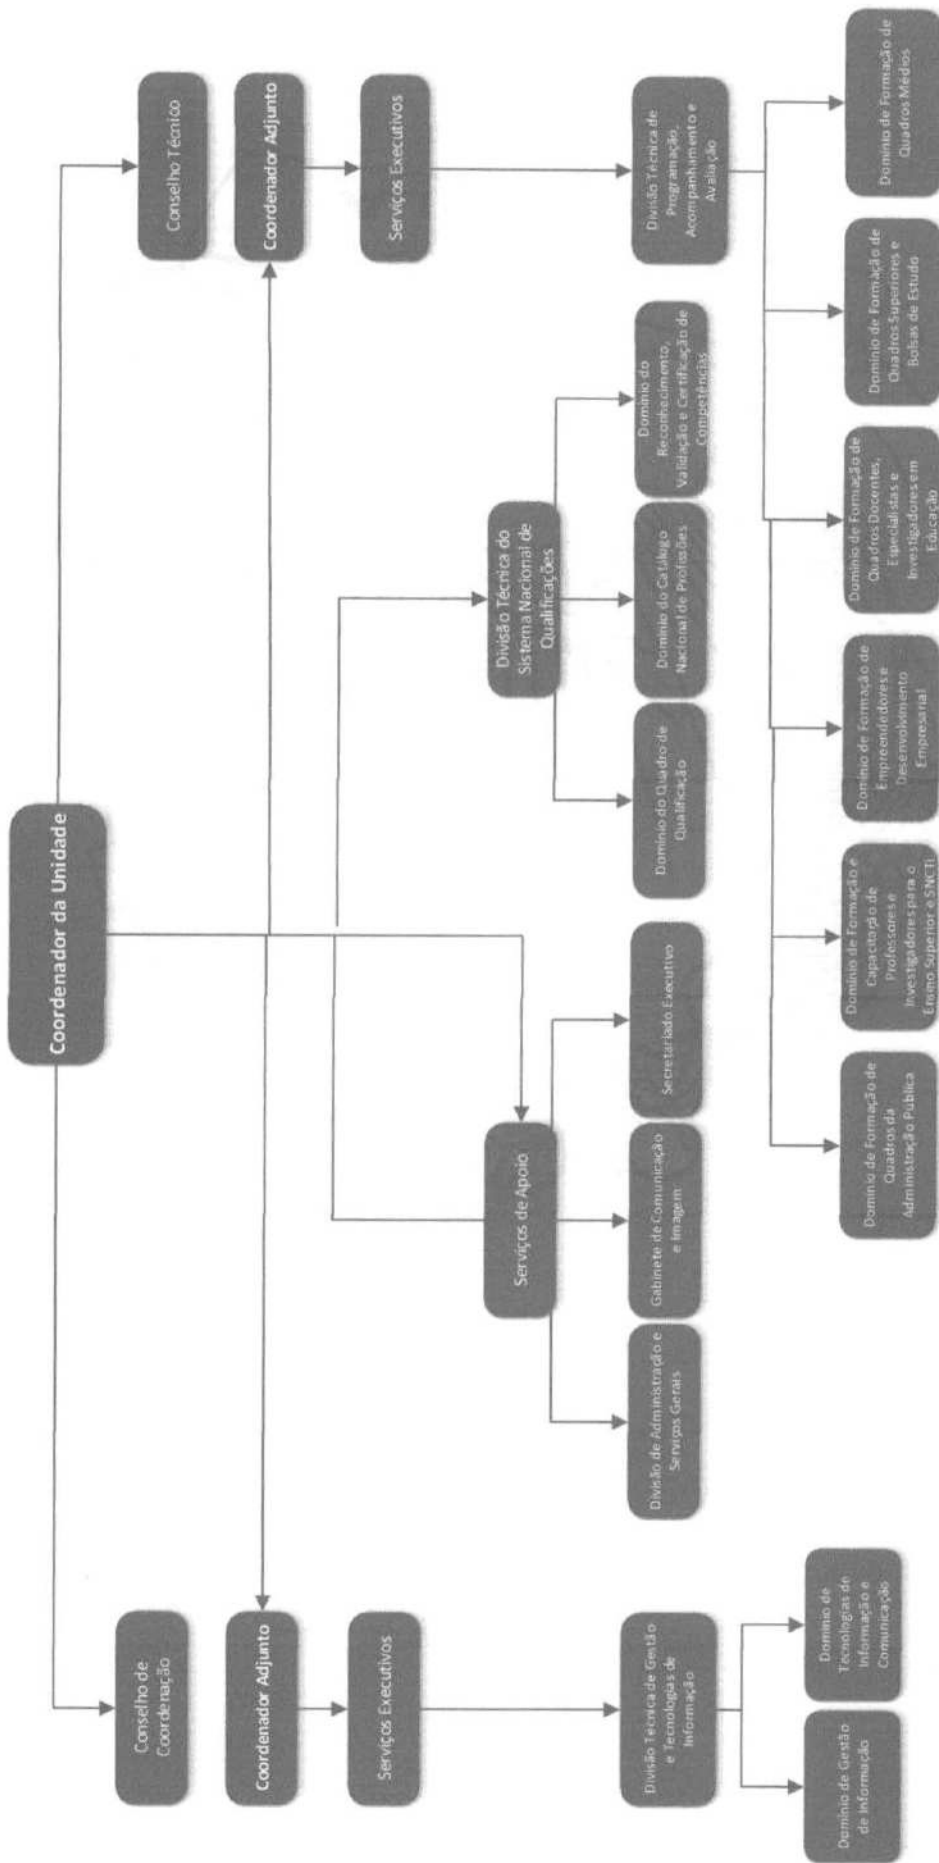 Coordenador da Unidade
Conselho de
Coordenação
Conselho Técnico
Coordenador Adjunto
Coordenador Adjunto
Serviços Executivos
Serviços Executivos
Serviços de Apoio
Divisão Técnica do
Sistema Nacional de
Qualificações
Divisão Técnica de Gestão
e Tecnologias de
Informação
Divisão de Administração e
Serviços Gerais
Gabinete de Comunicação
e Imagem
Secretariado Executivo
Domínio do Quadro de
Qualificação
Domínio do Catálogo
Nacional de Profissões
Domínio do
Reconhecimento,
Validação e Certificação de
Competências
Divisão Técnica de
Programação,
Acompanhamento e
Avaliação
Domínio de Gestão
de Informação
Domínio de
Tecnologias de
Informação e
Comunicação
Domínio de Formação de
Quadros da
Administração Pública
Domínio de Formação e
Capacitação de
Professores e
Investigadores para o
Ensino Superior e SNCTI
Domínio de Formação de
Empreendedores e
Desenvolvimento
Empresarial
Domínio de Formação de
Quadros Docentes,
Especialistas e
Investigadores em
Educação
Domínio de Formação de
Quadros Superiores e
Bolsas de Estudo
Domínio de Formação de
Quadros Médios